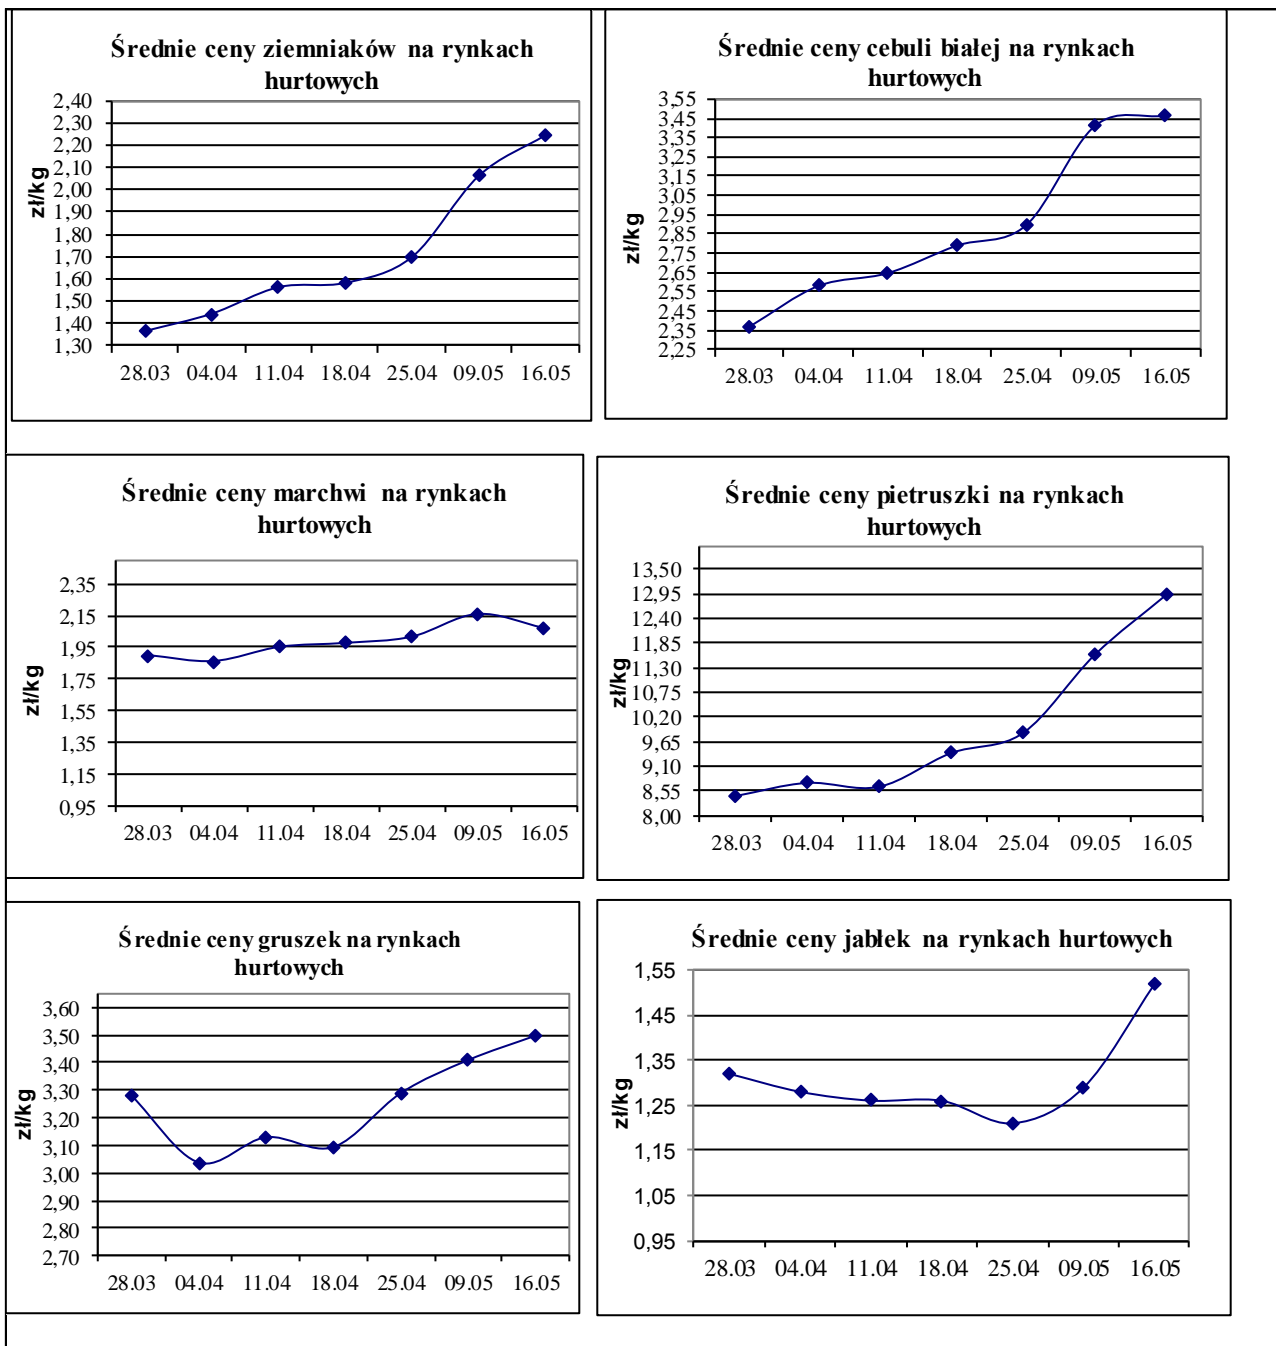 Średnie ceny ziemniaków na rynkach
hurtowych
zł/kg
2,40
2,30
2,20
2,10
2,00
1,90
1,80
1,70
1,60
1,50
1,40
1,30
28.03 04.04 11.04 18.04 25.04 09.05 16.05
Średnie ceny cebuli białej na rynkach
hurtowych
zł/kg
3,55
3,45
3,35
3,25
3,15
3,05
2,95
2,85
2,75
2,65
2,55
2,45
2,35
2,25
28.03 04.04 11.04 18.04 25.04 09.05 16.05
Średnie ceny marchwi na rynkach
hurtowych
zł/kg
2,35
2,15
1,95
1,75
1,55
1,35
1,15
0,95
28.03 04.04 11.04 18.04 25.04 09.05 16.05
Średnie ceny pietruszki na rynkach
hurtowych
zł/kg
13,50
12,95
12,40
11,85
11,30
10,75
10,20
9,65
9,10
8,55
8,00
28.03 04.04 11.04 18.04 25.04 09.05 16.05
Średnie ceny gruszek na rynkach
hurtowych
zł/kg
3,60
3,50
3,40
3,30
3,20
3,10
3,00
2,90
2,80
2,70
28.03 04.04 11.04 18.04 25.04 09.05 16.05
Średnie ceny jabłek na rynkach hurtowych
zł/kg
1,55
1,45
1,35
1,25
1,15
1,05
0,95
28.03 04.04 11.04 18.04 25.04 09.05 16.05